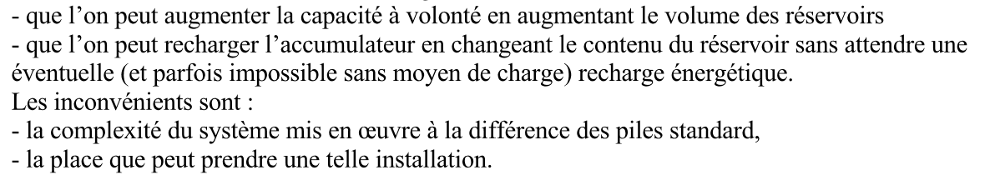 - que l’on peut augmenter la capacité à volonté en augmentant le volume des réservoirs
- que l’on peut recharger l’accumulateur en changeant le contenu du réservoir sans attendre une
éventuelle (et parfois impossible sans moyen de charge) recharge énergétique.
Les inconvénients sont :
- la complexité du système mis en œuvre à la différence des piles standard,
- la place que peut prendre une telle installation.